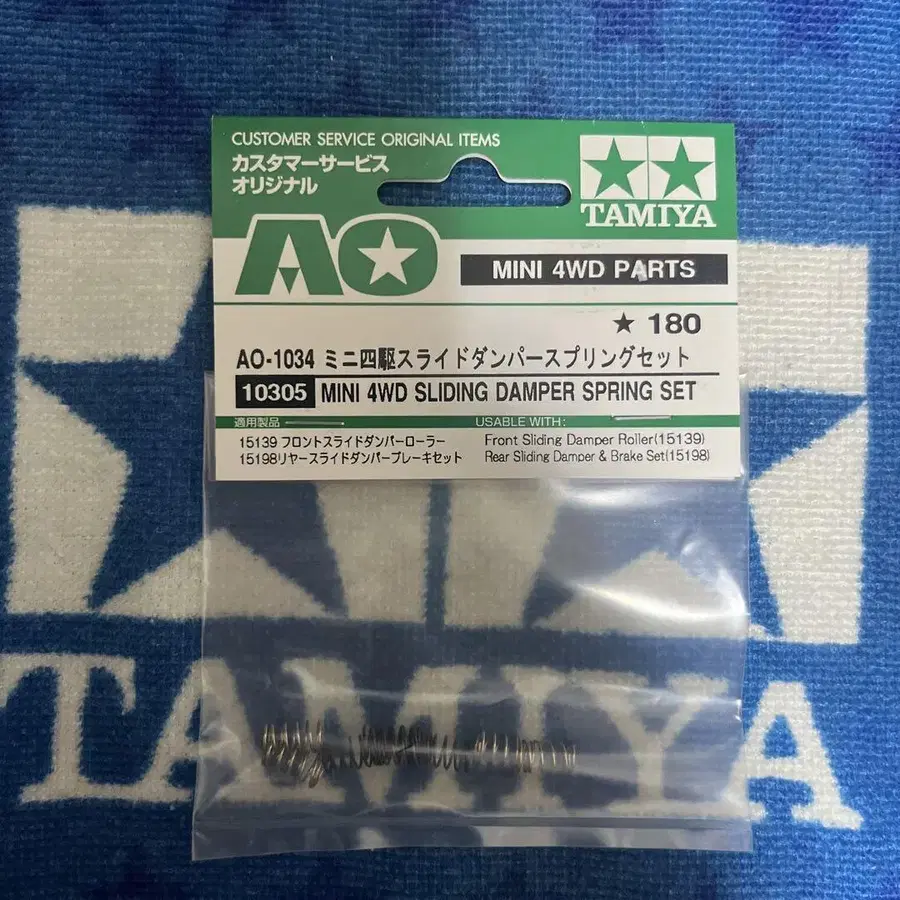 CUSTOMER SERVICE ORIGINAL ITEMS
カスタマーサービス
オリジナル
TAMIYA
AO
MINI 4WD PARTS
★ 180
AO-1034 ミニ四駆スライドダンパースプリングセット
10305 MINI 4WD SLIDING DAMPER SPRING SET
適用製品 USABLE WITH:
15139 フロントスライドダンパーローラー Front Sliding Damper Roller(15139)
15198リヤースライドダンパーブレーキセット Rear Sliding Damper & Brake Set(15198)
TAMIYA